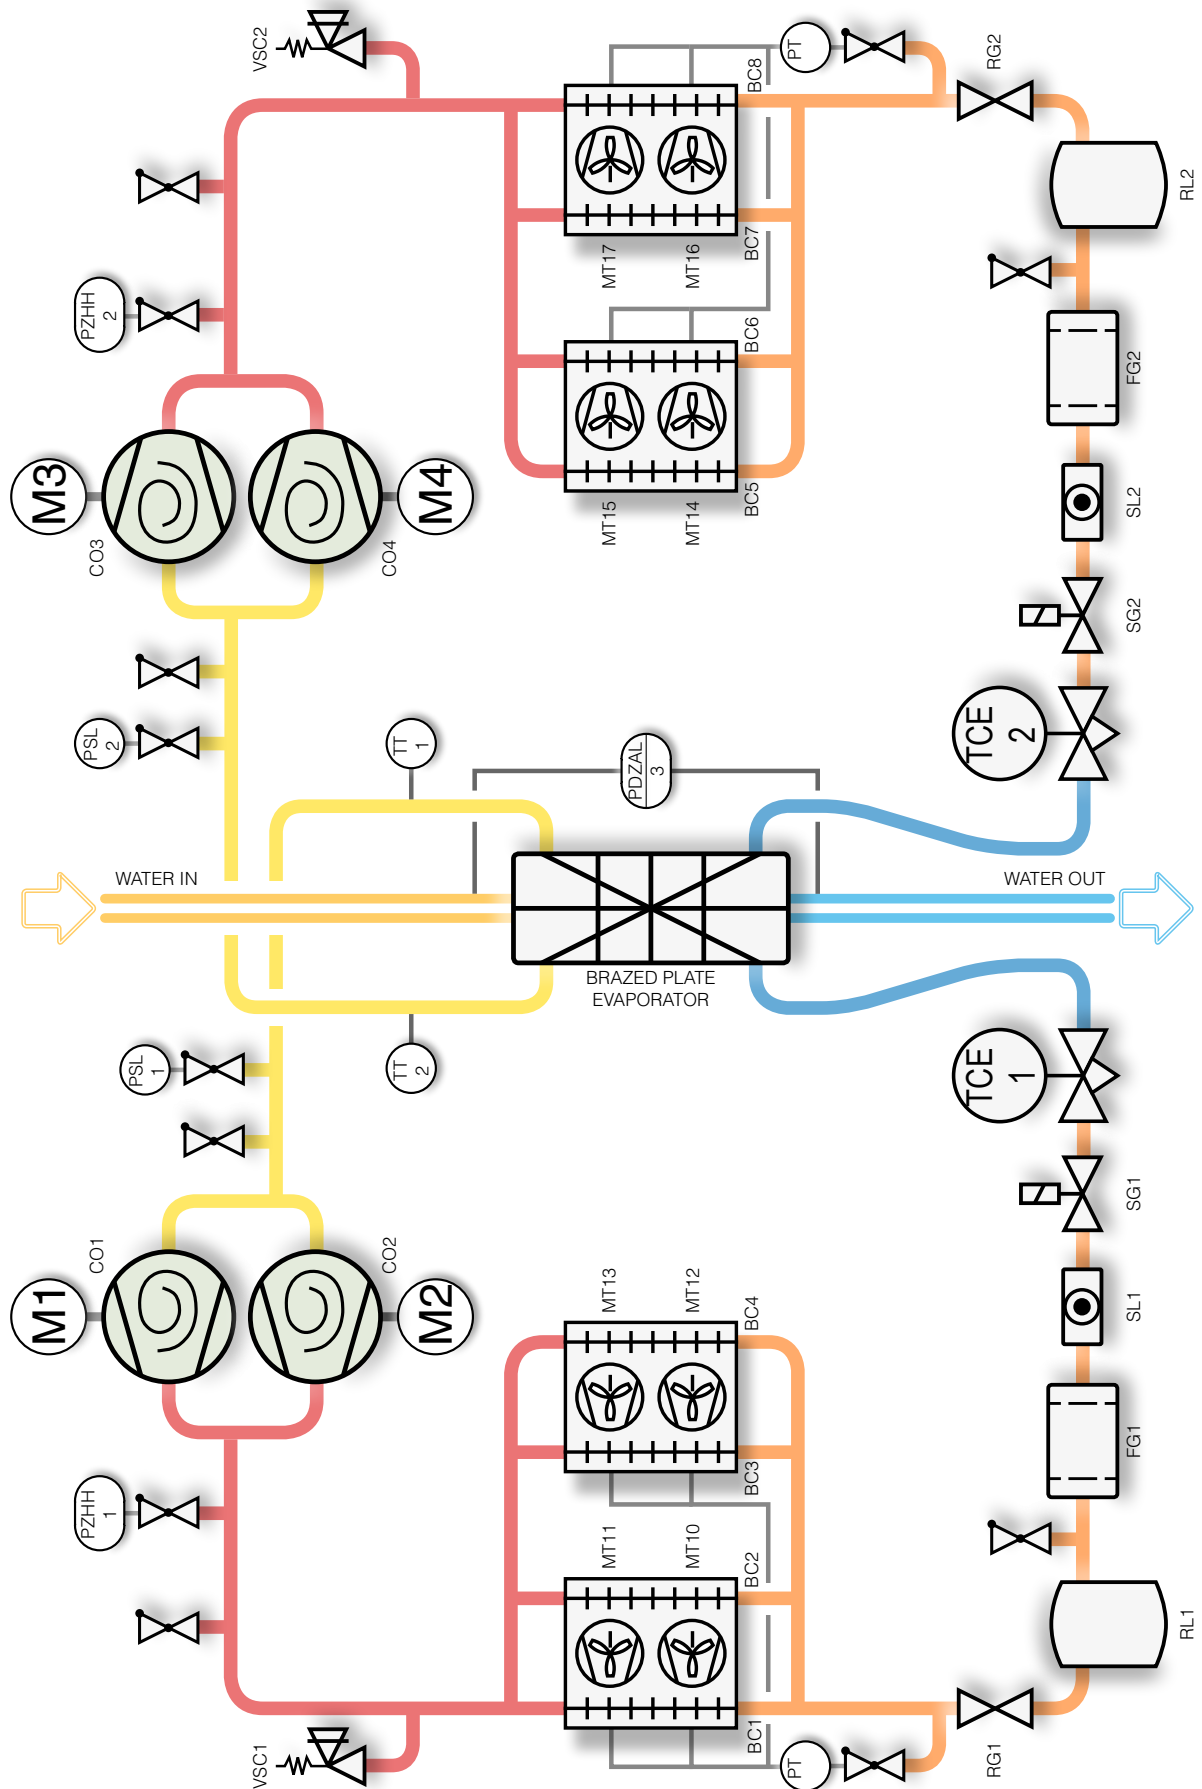 VSC2
PT
RG2
BC8
RL2
MT17
MT16
BC7
PZHH
2
BC6
FG2
M3
M4
CO3
CO4
MT15
MT14
BC5
SL2
SG2
PSL
2
TT
1
PDZAL
3
TCE
2
WATER IN
WATER OUT
BRAZED PLATE
EVAPORATOR
PSL
1
TT
2
TCE
1
SG1
CO1
CO2
M1
M2
MT13
MT12
BC4
SL1
BC3
FG1
PZHH
1
MT11
MT10
BC2
RL1
BC1
VSC1
PT
RG1